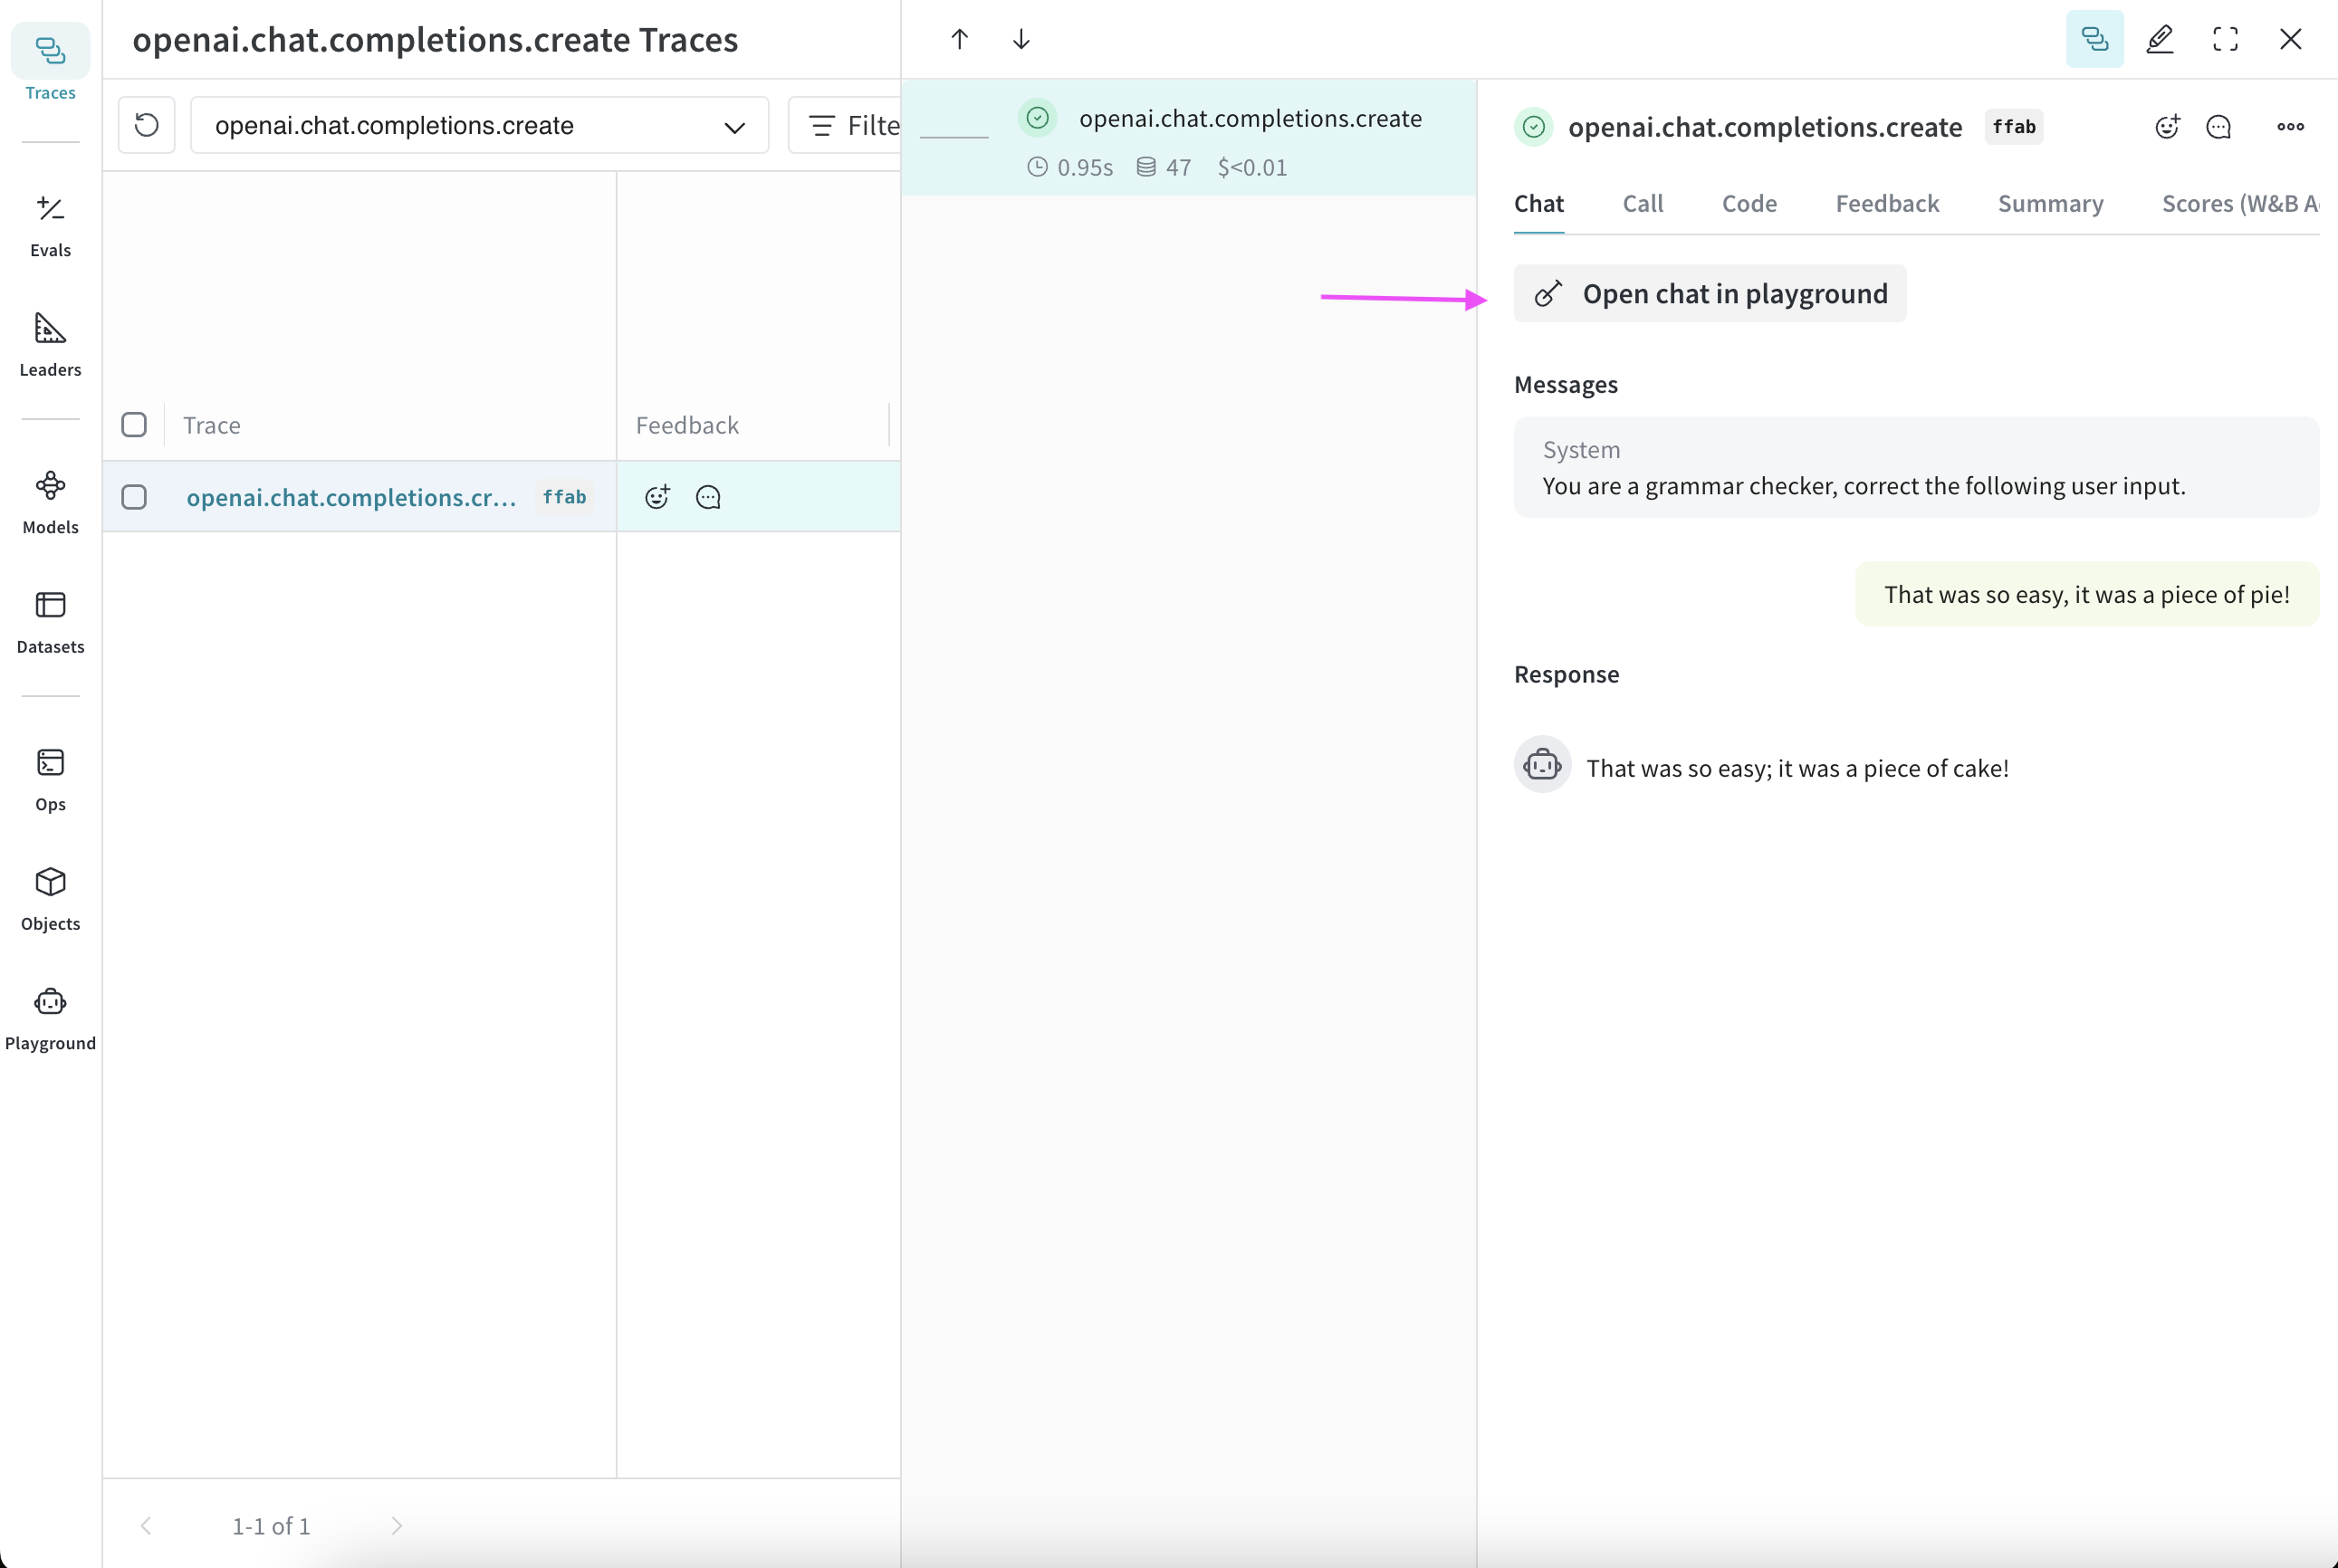 Traces
Evals
Leaders
Models
Datasets
Ops
Objects
Playground
openai.chat.completions.create Traces
openai.chat.completions.create
Filte
Trace
Feedback
openai.chat.completions.cr... ffab
1-1 of 1
openai.chat.completions.create
0.95s 47 $<0.01
openai.chat.completions.create ffab
Chat Call Code Feedback Summary Scores (W&B A
Open chat in playground
Messages
System
You are a grammar checker, correct the following user input.
That was so easy, it was a piece of pie!
Response
That was so easy; it was a piece of cake!